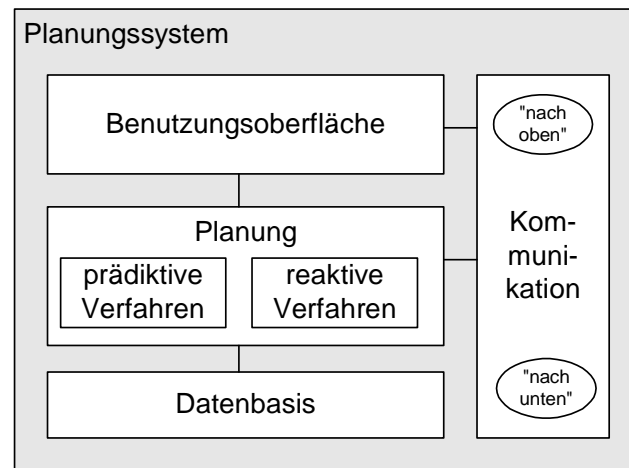 Planungssystem
Benutzungsoberfläche
Planung
prädiktive
Verfahren
reaktive
Verfahren
Datenbasis
"nach
oben"
Kom-
muni-
kation
"nach
unten"